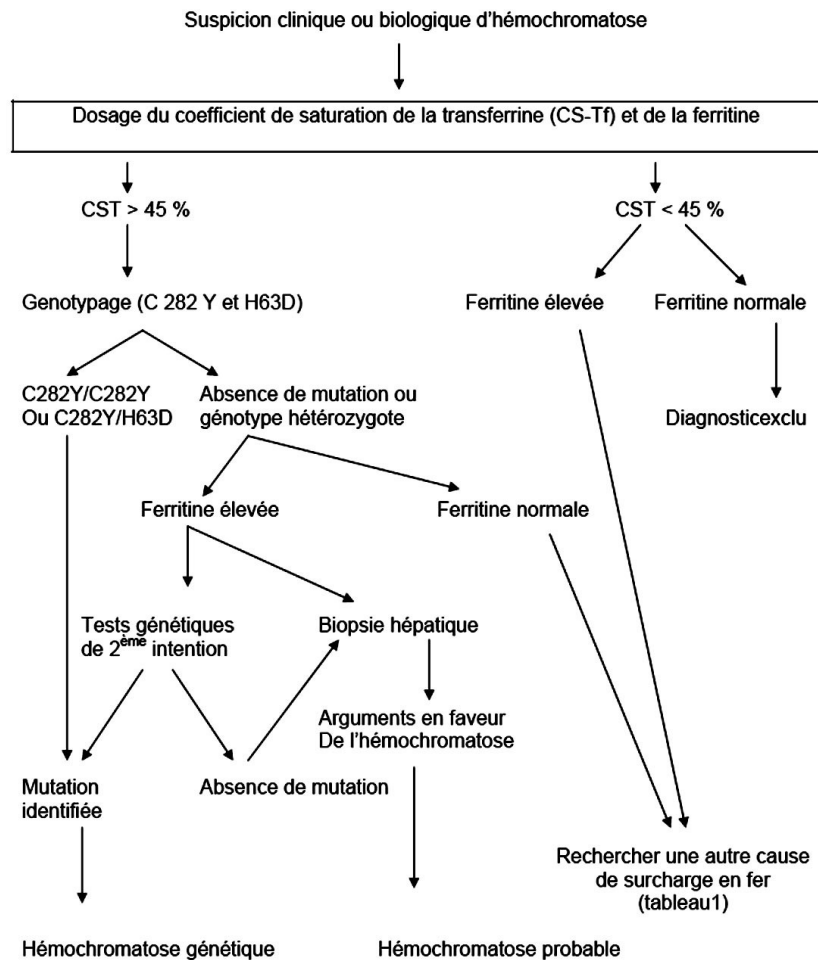 Suspicion clinique ou biologique d’hémochromatose
Dosage du coefficient de saturation de la transferrine (CS-Tf) et de la ferritine
CST > 45 %
CST < 45 %
Genotypage (C 282 Y et H63D)
Ferritine élevée
Ferritine normale
C282Y/C282Y
Ou C282Y/H63D
Absence de mutation ou
génotype hétérozygote
Diagnosticexclu
Ferritine élevée
Ferritine normale
Tests génétiques
de 2ème intention
Biopsie hépatique
Arguments en faveur
De l’hémochromatose
Mutation
identifiée
Absence de mutation
Rechercher une autre cause
de surcharge en fer
(tableau1)
Hémochromatose génétique
Hémochromatose probable